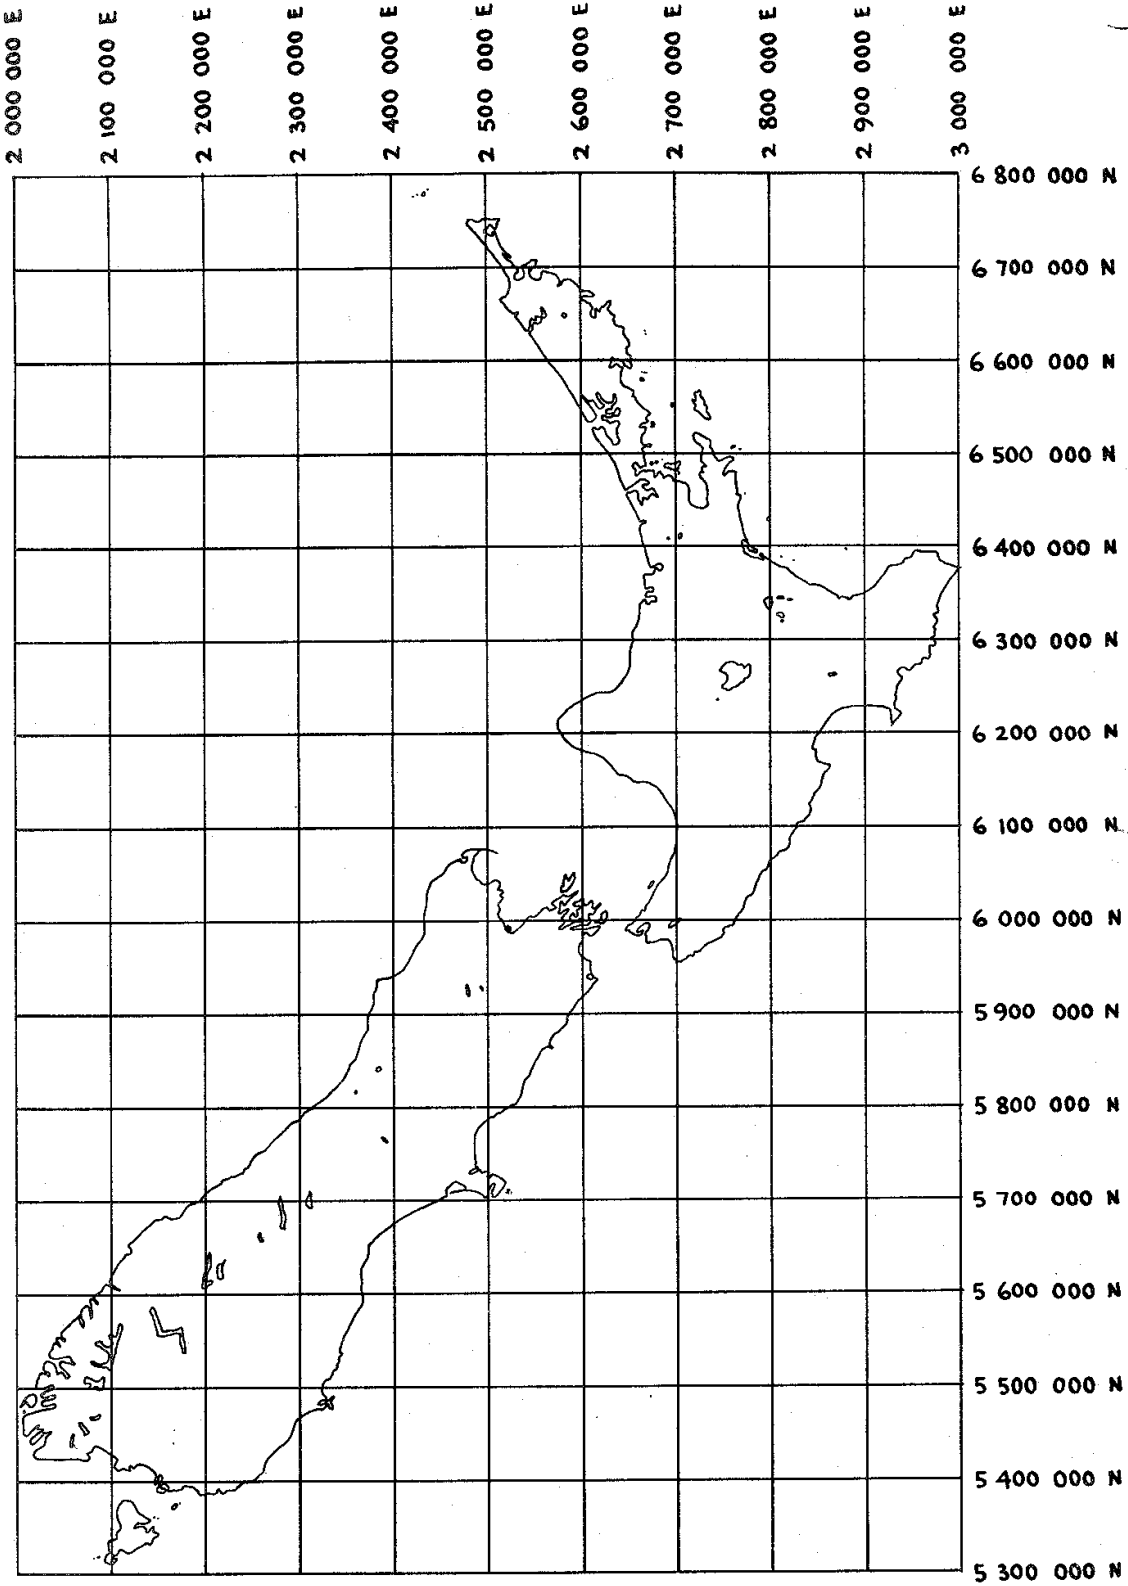 2 000 000 E
2 100 000 E
2 200 000 E
2 300 000 E
2 400 000 E
2 500 000 E
2 600 000 E
2 700 000 E
2 800 000 E
2 900 000 E
3 000 000 E
6 800 000 N
6 700 000 N
6 600 000 N
6 500 000 N
6 400 000 N
6 300 000 N
6 200 000 N
6 100 000 N
6 000 000 N
5 900 000 N
5 800 000 N
5 700 000 N
5 600 000 N
5 500 000 N
5 400 000 N
5 300 000 N